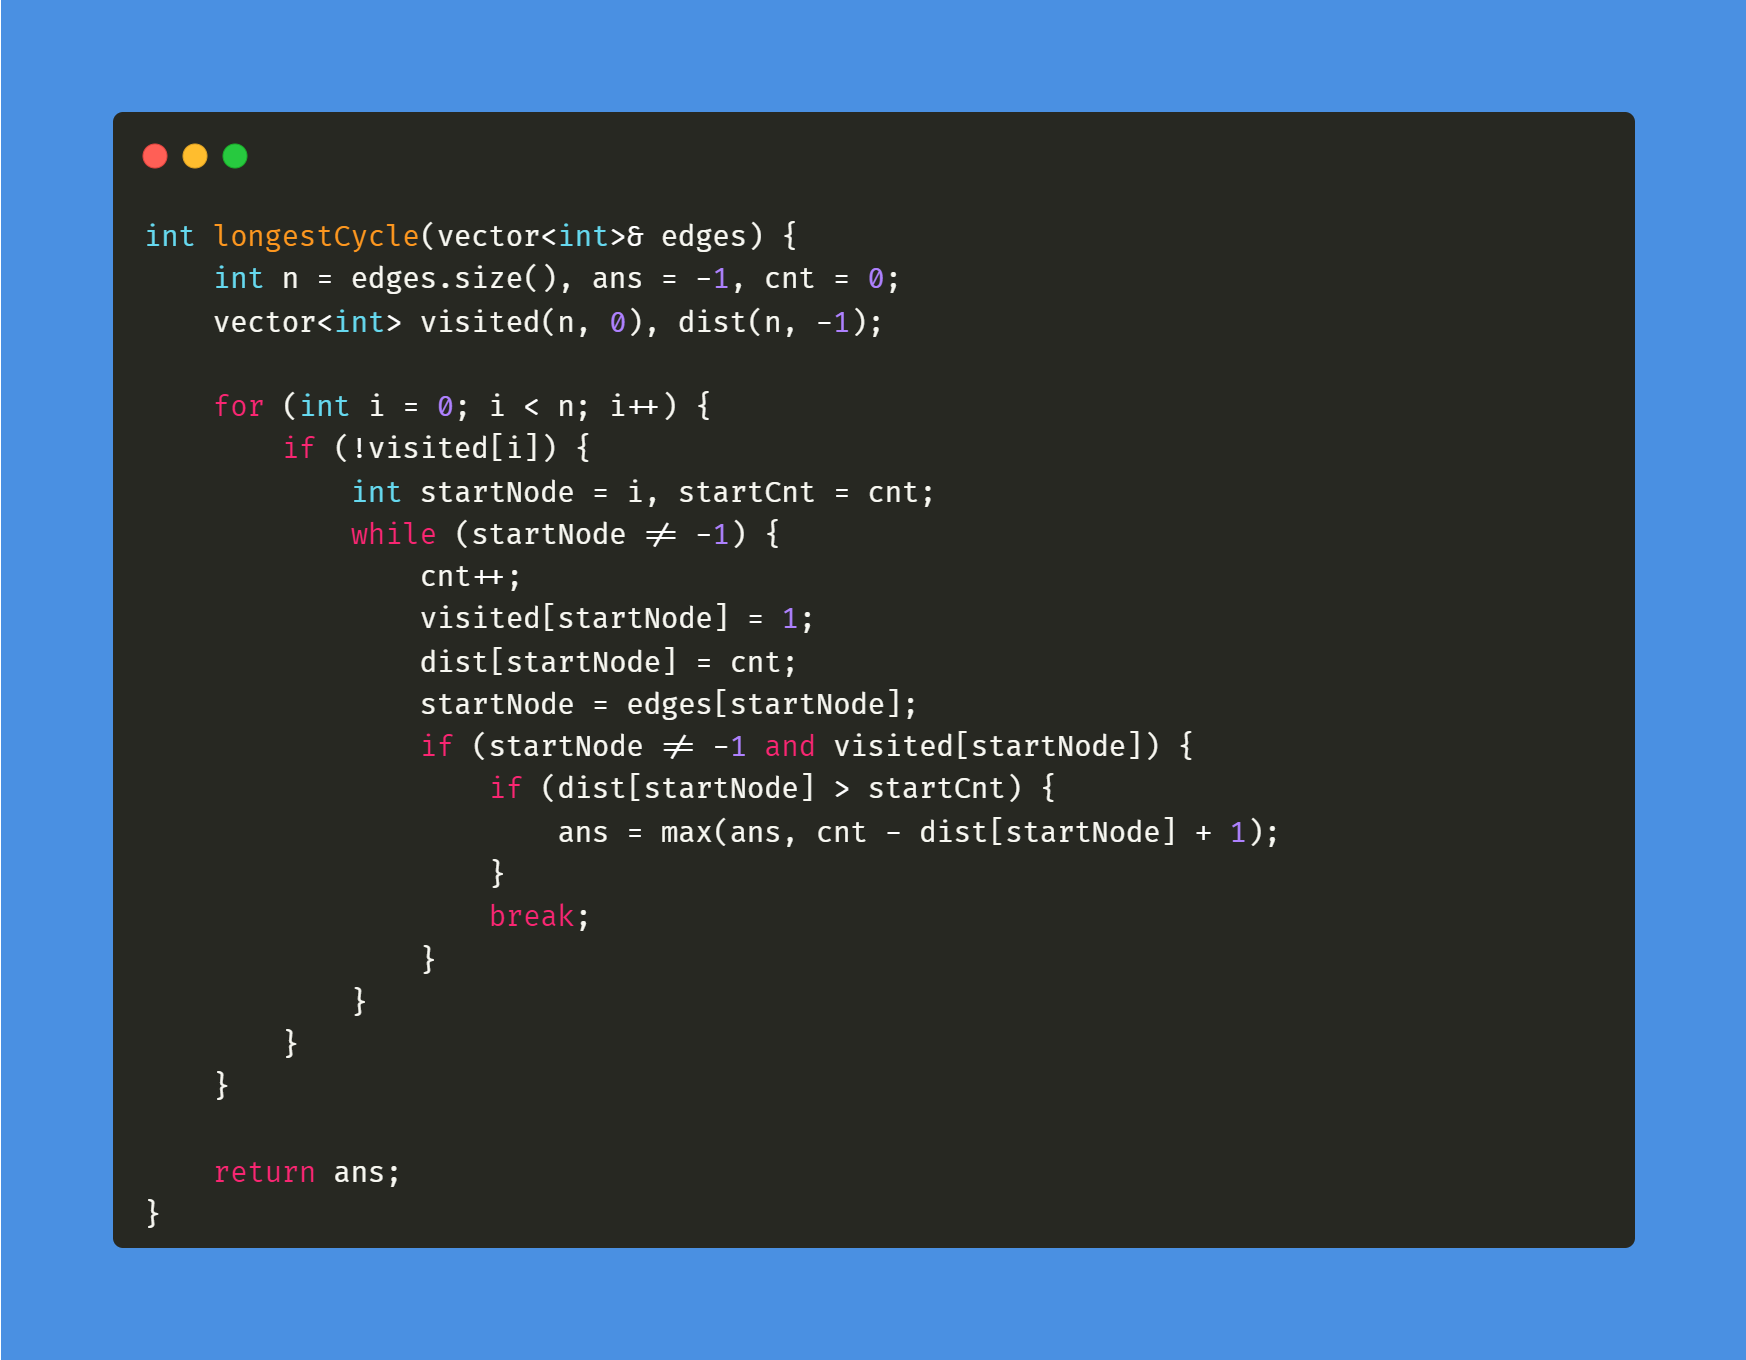 int longestCycle(vector<int>& edges) {
    int n = edges.size(), ans = -1, cnt = 0;
    vector<int> visited(n, 0), dist(n, -1);

    for (int i = 0; i < n; i++) {
        if (!visited[i]) {
            int startNode = i, startCnt = cnt;
            while (startNode != -1) {
                cnt++;
                visited[startNode] = 1;
                dist[startNode] = cnt;
                startNode = edges[startNode];
                if (startNode != -1 and visited[startNode]) {
                    if (dist[startNode] > startCnt) {
                        ans = max(ans, cnt - dist[startNode] + 1);
                    }
                    break;
                }
            }
        }
    }

    return ans;
}